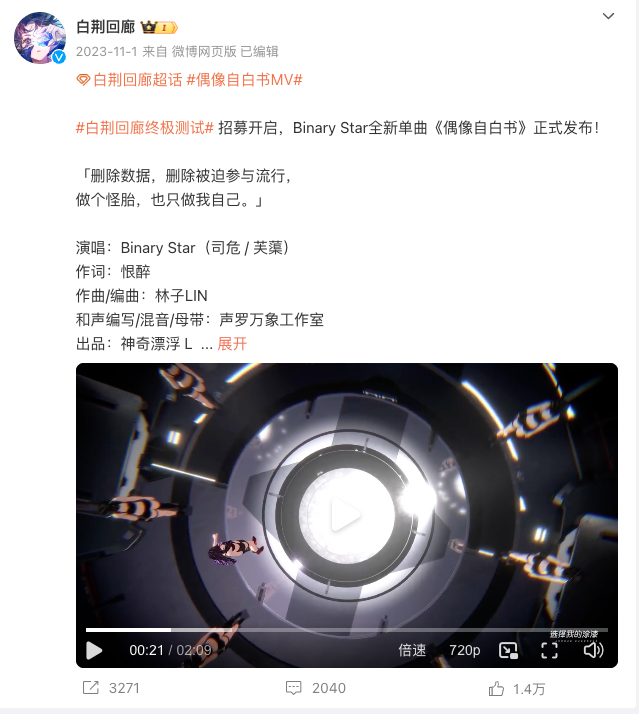 白荆回廊 1
2023-11-1 来自 微博网页版 已编辑
白荆回廊超话 #偶像自白书MV#
#白荆回廊终极测试# 招募开启，Binary Star全新单曲《偶像自白书》正式发布！
「删除数据，删除被迫参与流行，
做个怪胎，也只做我自己。」
演唱：Binary Star（司危 / 芙蕖）
作词：恨醉
作曲/编曲：林子LIN
和声编写/混音/母带：声罗万象工作室
出品：神奇漂浮 L ... 展开
选择我的浪漫
00:21 / 02:09 倍速 720p
3271 2040 1.4万